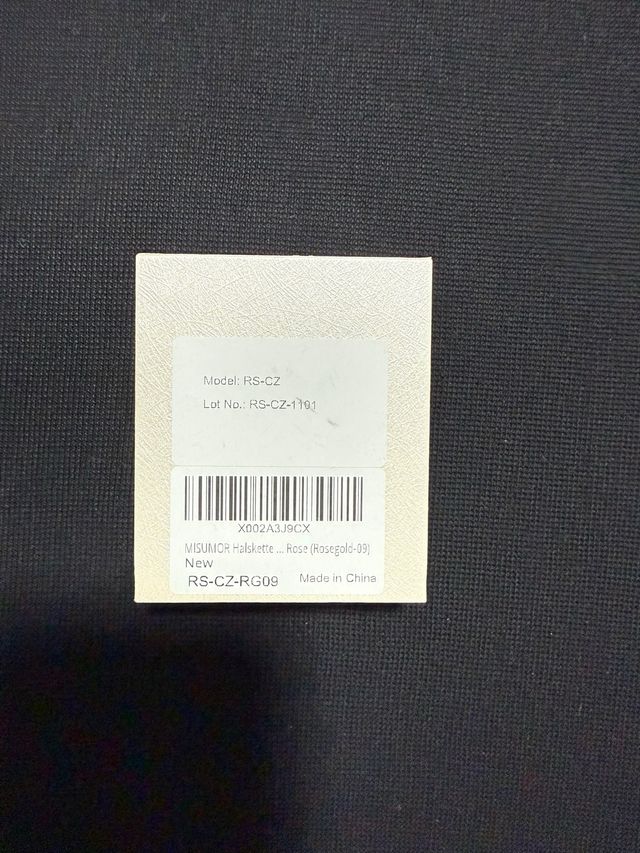 Model: RS-CZ
Lot No.: RS-CZ-1101
X002A3J9CX
MISUMOR Halskette ... Rose (Rosegold-09)
New
RS-CZ-RG09 Made in China